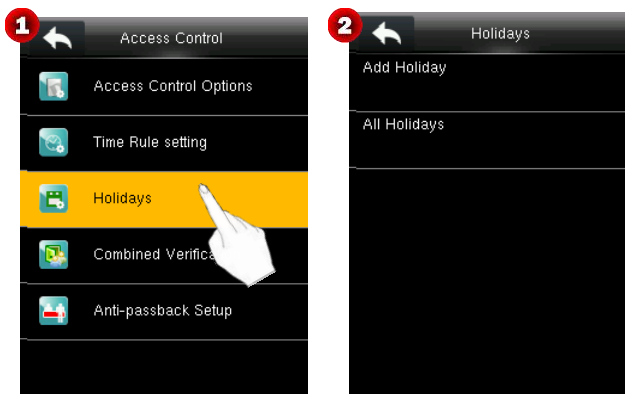 1
Access Control
Access Control Options
Time Rule setting
Holidays
Combined Verifica
Anti-passback Setup
2
Holidays
Add Holiday
All Holidays